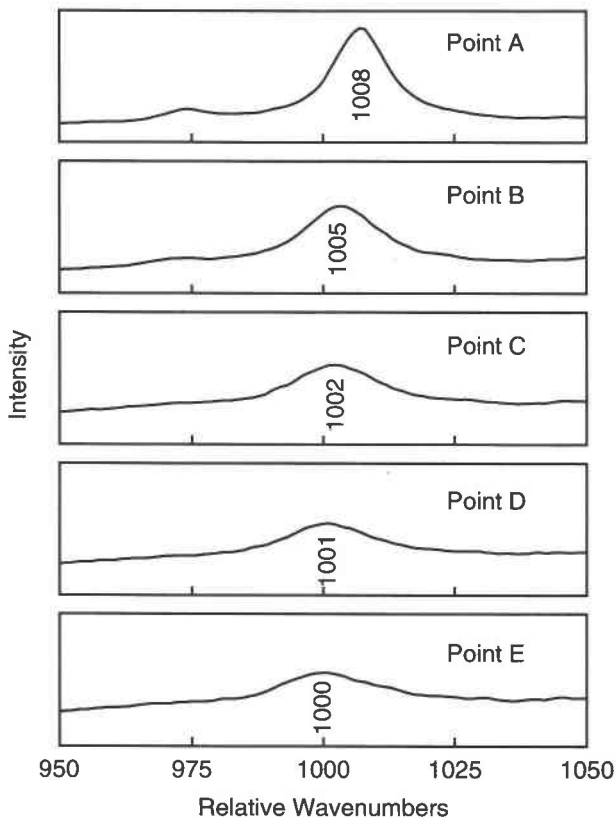 Point A
1008
Point B
1005
Point C
1002
Point D
1001
Point E
1000
Intensity
950 975 1000 1025 1050
Relative Wavenumbers